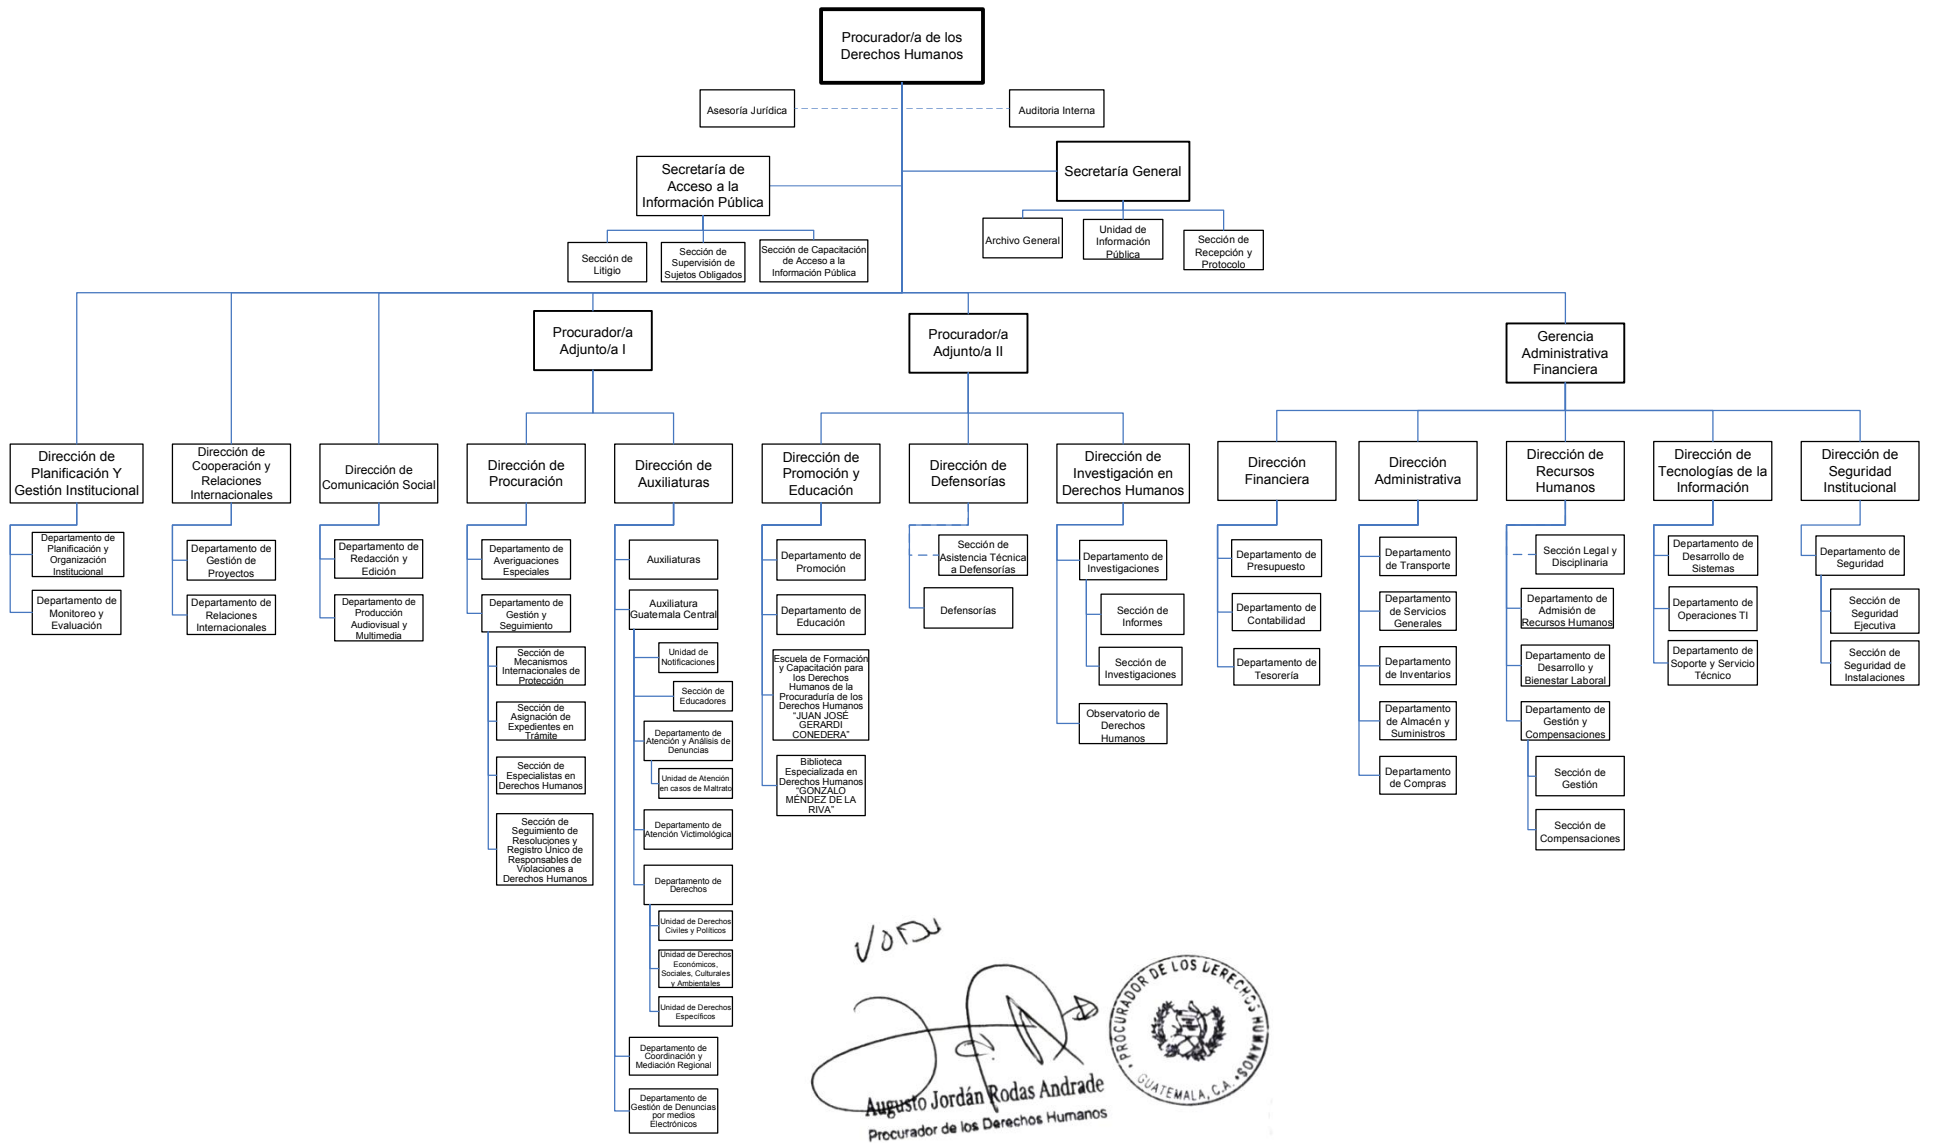 Procurador/a de los
Derechos Humanos
Asesoría Jurídica
Auditoria Interna
Secretaría de
Acceso a la
Información Pública
Secretaría General
Sección de
Litigio
Sección de
Supervisión de
Sujetos Obligados
Sección de Capacitación
de Acceso a la
Información Pública
Archivo General
Unidad de
Información
Pública
Sección de
Recepción y
Protocolo
Procurador/a
Adjunto/a I
Procurador/a
Adjunto/a II
Gerencia
Administrativa
Financiera
Dirección de
Planificación Y
Gestión Institucional
Dirección de
Cooperación y
Relaciones
Internacionales
Dirección de
Comunicación Social
Dirección de
Procuración
Dirección de
Auxiliaturas
Dirección de
Promoción y
Educación
Dirección de
Defensorías
Dirección de
Investigación en
Derechos Humanos
Dirección
Financiera
Dirección
Administrativa
Dirección de
Recursos
Humanos
Dirección de
Tecnologías de la
Información
Dirección de
Seguridad
Institucional
Departamento de
Planificación y
Organización
Institucional
Departamento de
Monitoreo y
Evaluación
Departamento de
Gestión de
Proyectos
Departamento de
Relaciones
Internacionales
Departamento de
Redacción y
Edición
Departamento de
Producción
Audiovisual y
Multimedia
Departamento de
Averiguaciones
Especiales
Departamento de
Gestión y
Seguimiento
Sección de
Mecanismos
Internacionales de
Protección
Sección de
Asignación de
Expedientes en
Trámite
Sección de
Especialistas en
Derechos Humanos
Sección de
Seguimiento de
Resoluciones y
Registro Único de
Responsables de
Violaciones a
Derechos Humanos
Auxiliaturas
Auxiliatura
Guatemala Central
Unidad de
Notificaciones
Sección de
Educadores
Departamento de
Atención y Análisis de
Denuncias
Unidad de Atención
en casos de Maltrato
Departamento de
Atención Victimológica
Departamento de
Derechos
Unidad de Derechos
Civiles y Políticos
Unidad de Derechos
Económicos,
Sociales, Culturales
y Ambientales
Unidad de Derechos
Específicos
Departamento de
Coordinación y
Mediación Regional
Departamento de
Gestión de Denuncias
por medios
Electrónicos
Departamento de
Promoción
Departamento de
Educación
Escuela de Formación
y Capacitación para
los Derechos
Humanos de la
Procuraduría de los
Derechos Humanos
"JUAN JOSÉ
GERARDI
CONEDERA"
Biblioteca
Especializada en
Derechos Humanos
"GONZALO
MÉNDEZ DE LA
RIVA"
Sección de
Asistencia Técnica
a Defensorías
Defensorías
Departamento de
Investigaciones
Sección de
Informes
Sección de
Investigaciones
Observatorio de
Derechos
Humanos
Departamento de
Presupuesto
Departamento de
Contabilidad
Departamento de
Tesorería
Departamento
de Transporte
Departamento
de Servicios
Generales
Departamento
de Inventarios
Departamento
de Almacén y
Suministros
Departamento
de Compras
Sección Legal y
Disciplinaria
Departamento de
Admisión de
Recursos Humanos
Departamento de
Desarrollo y
Bienestar Laboral
Departamento de
Gestión y
Compensaciones
Sección de
Gestión
Sección de
Compensaciones
Departamento de
Desarrollo de
Sistemas
Departamento de
Operaciones TI
Departamento de
Soporte y Servicio
Técnico
Departamento de
Seguridad
Sección de
Seguridad
Ejecutiva
Sección de
Seguridad de
Instalaciones
Augusto Jordán Rodas Andrade
Procurador de los Derechos Humanos
PROCURADOR DE LOS DERECHOS HUMANOS
GUATEMALA, C.A.